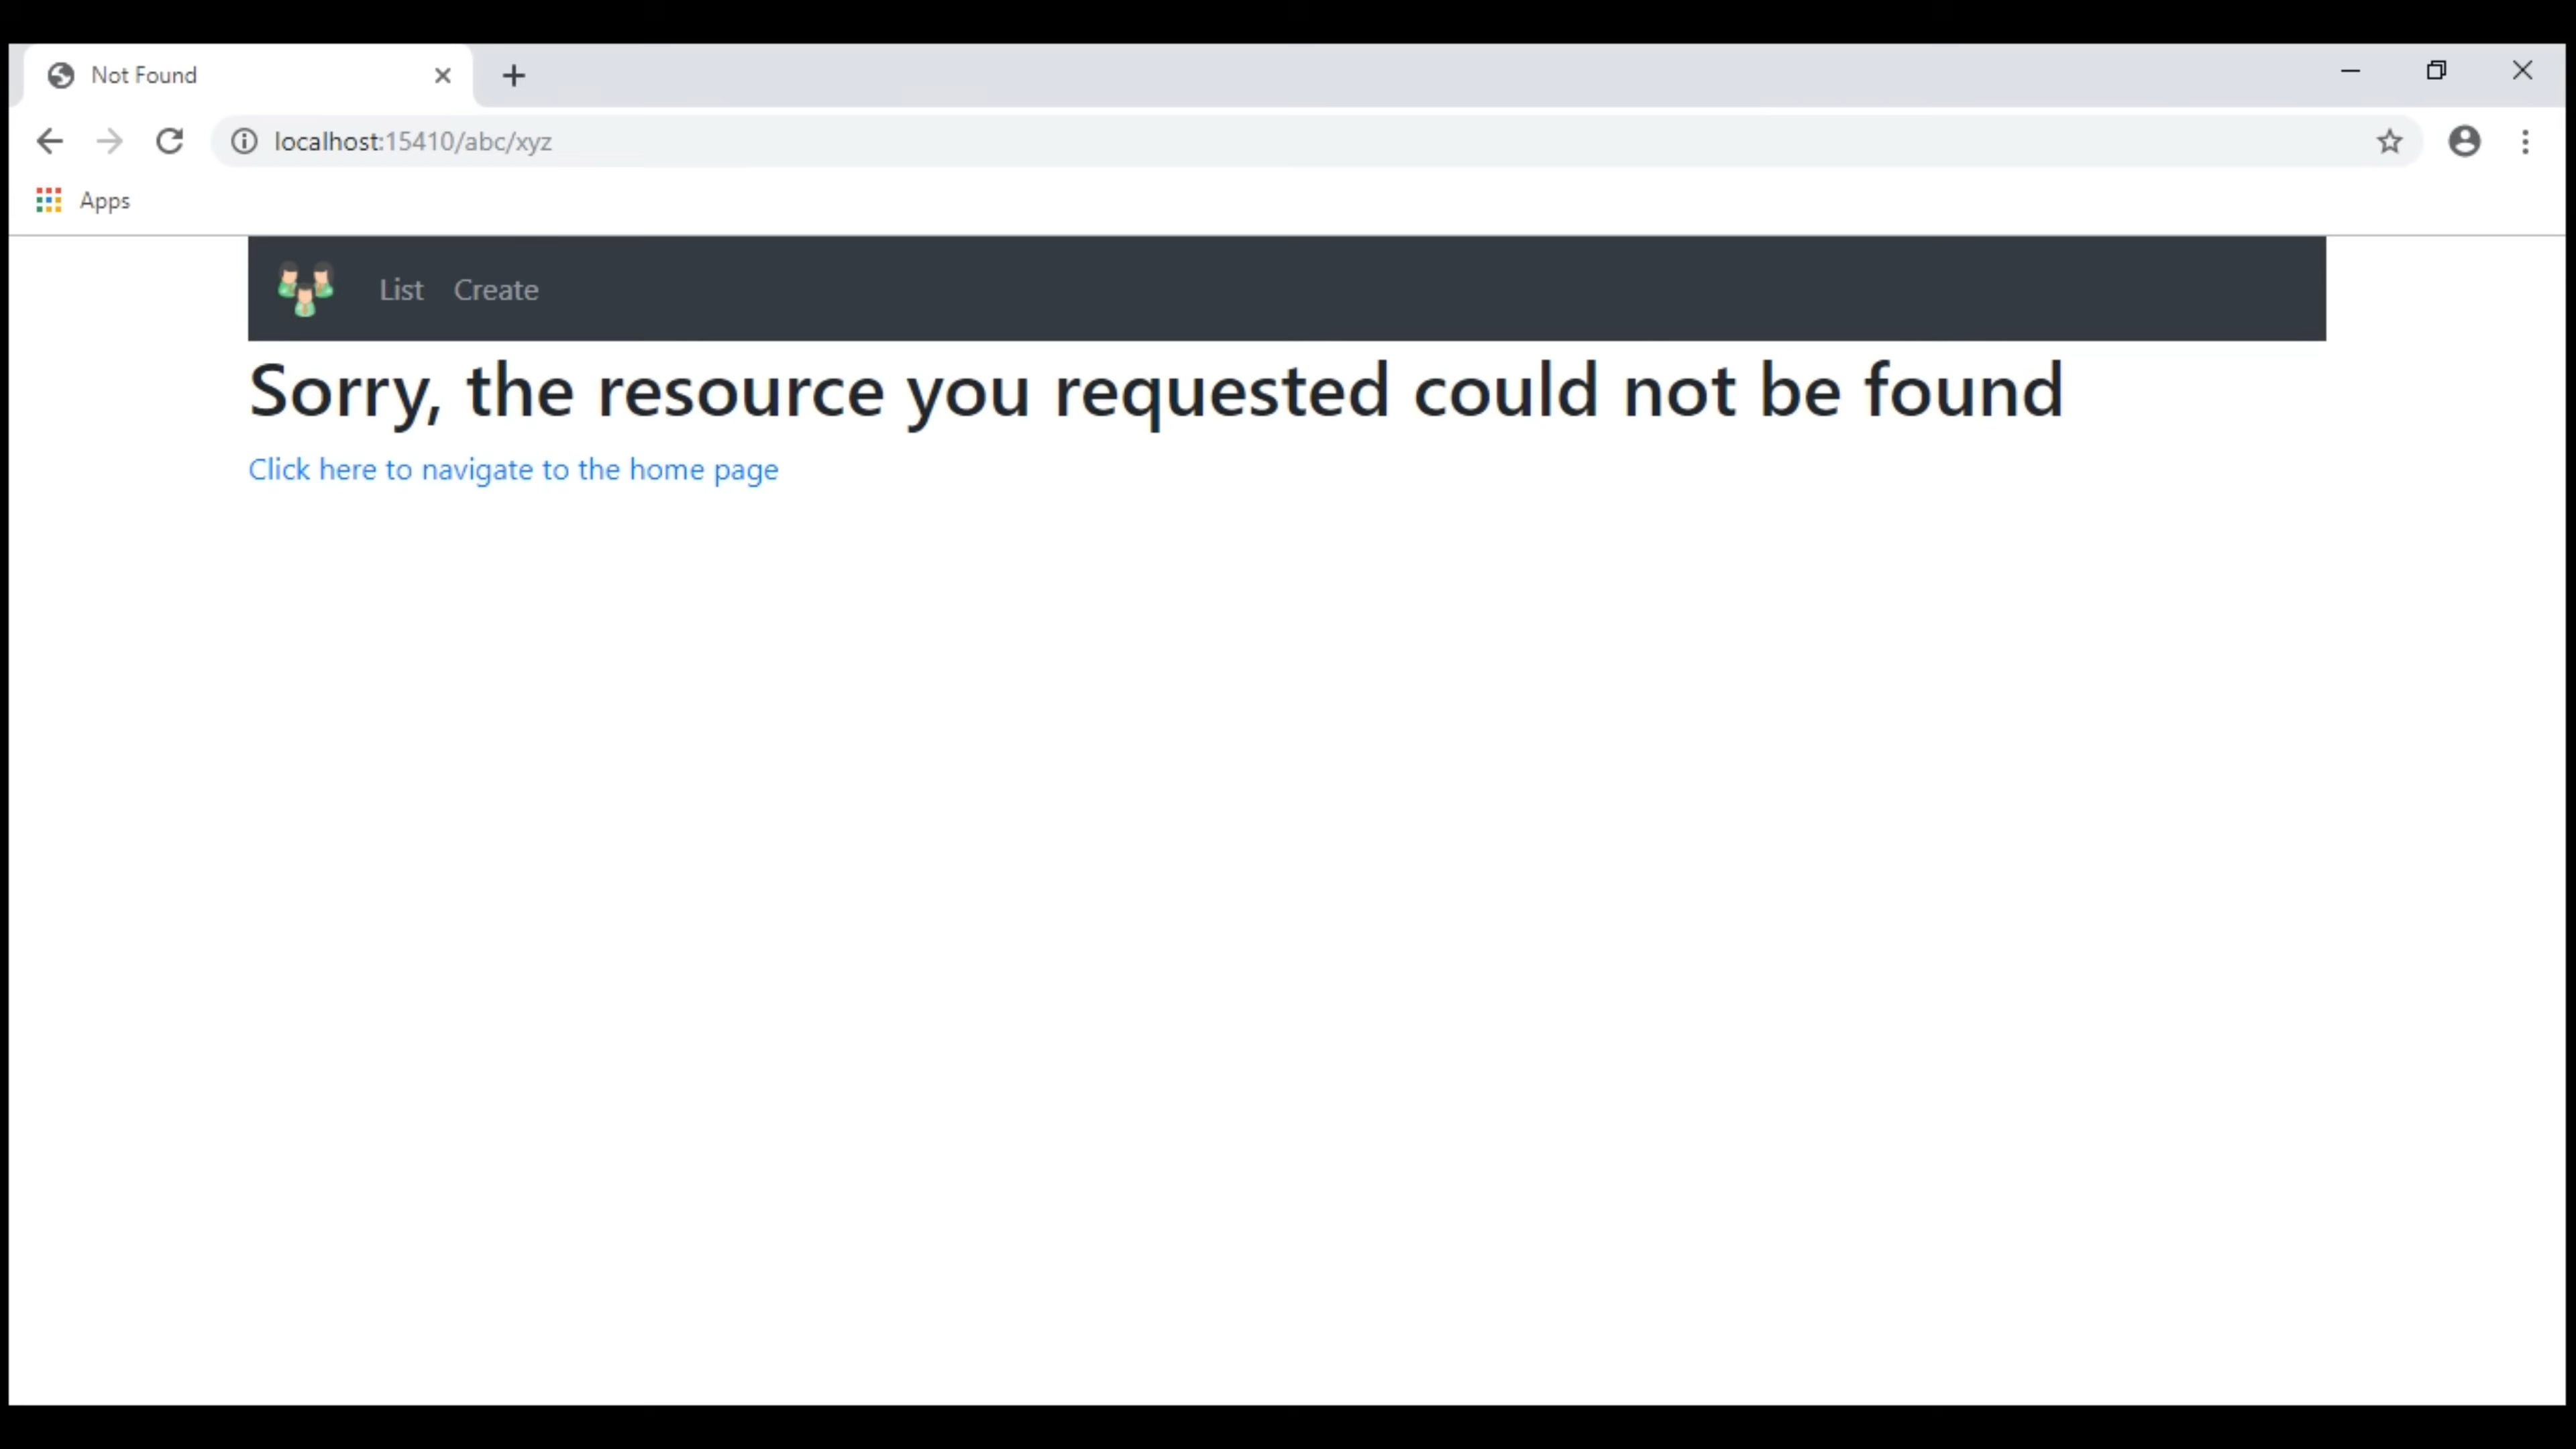 Not Found
localhost:15410/abc/xyz
Apps
List Create
Sorry, the resource you requested could not be found
Click here to navigate to the home page